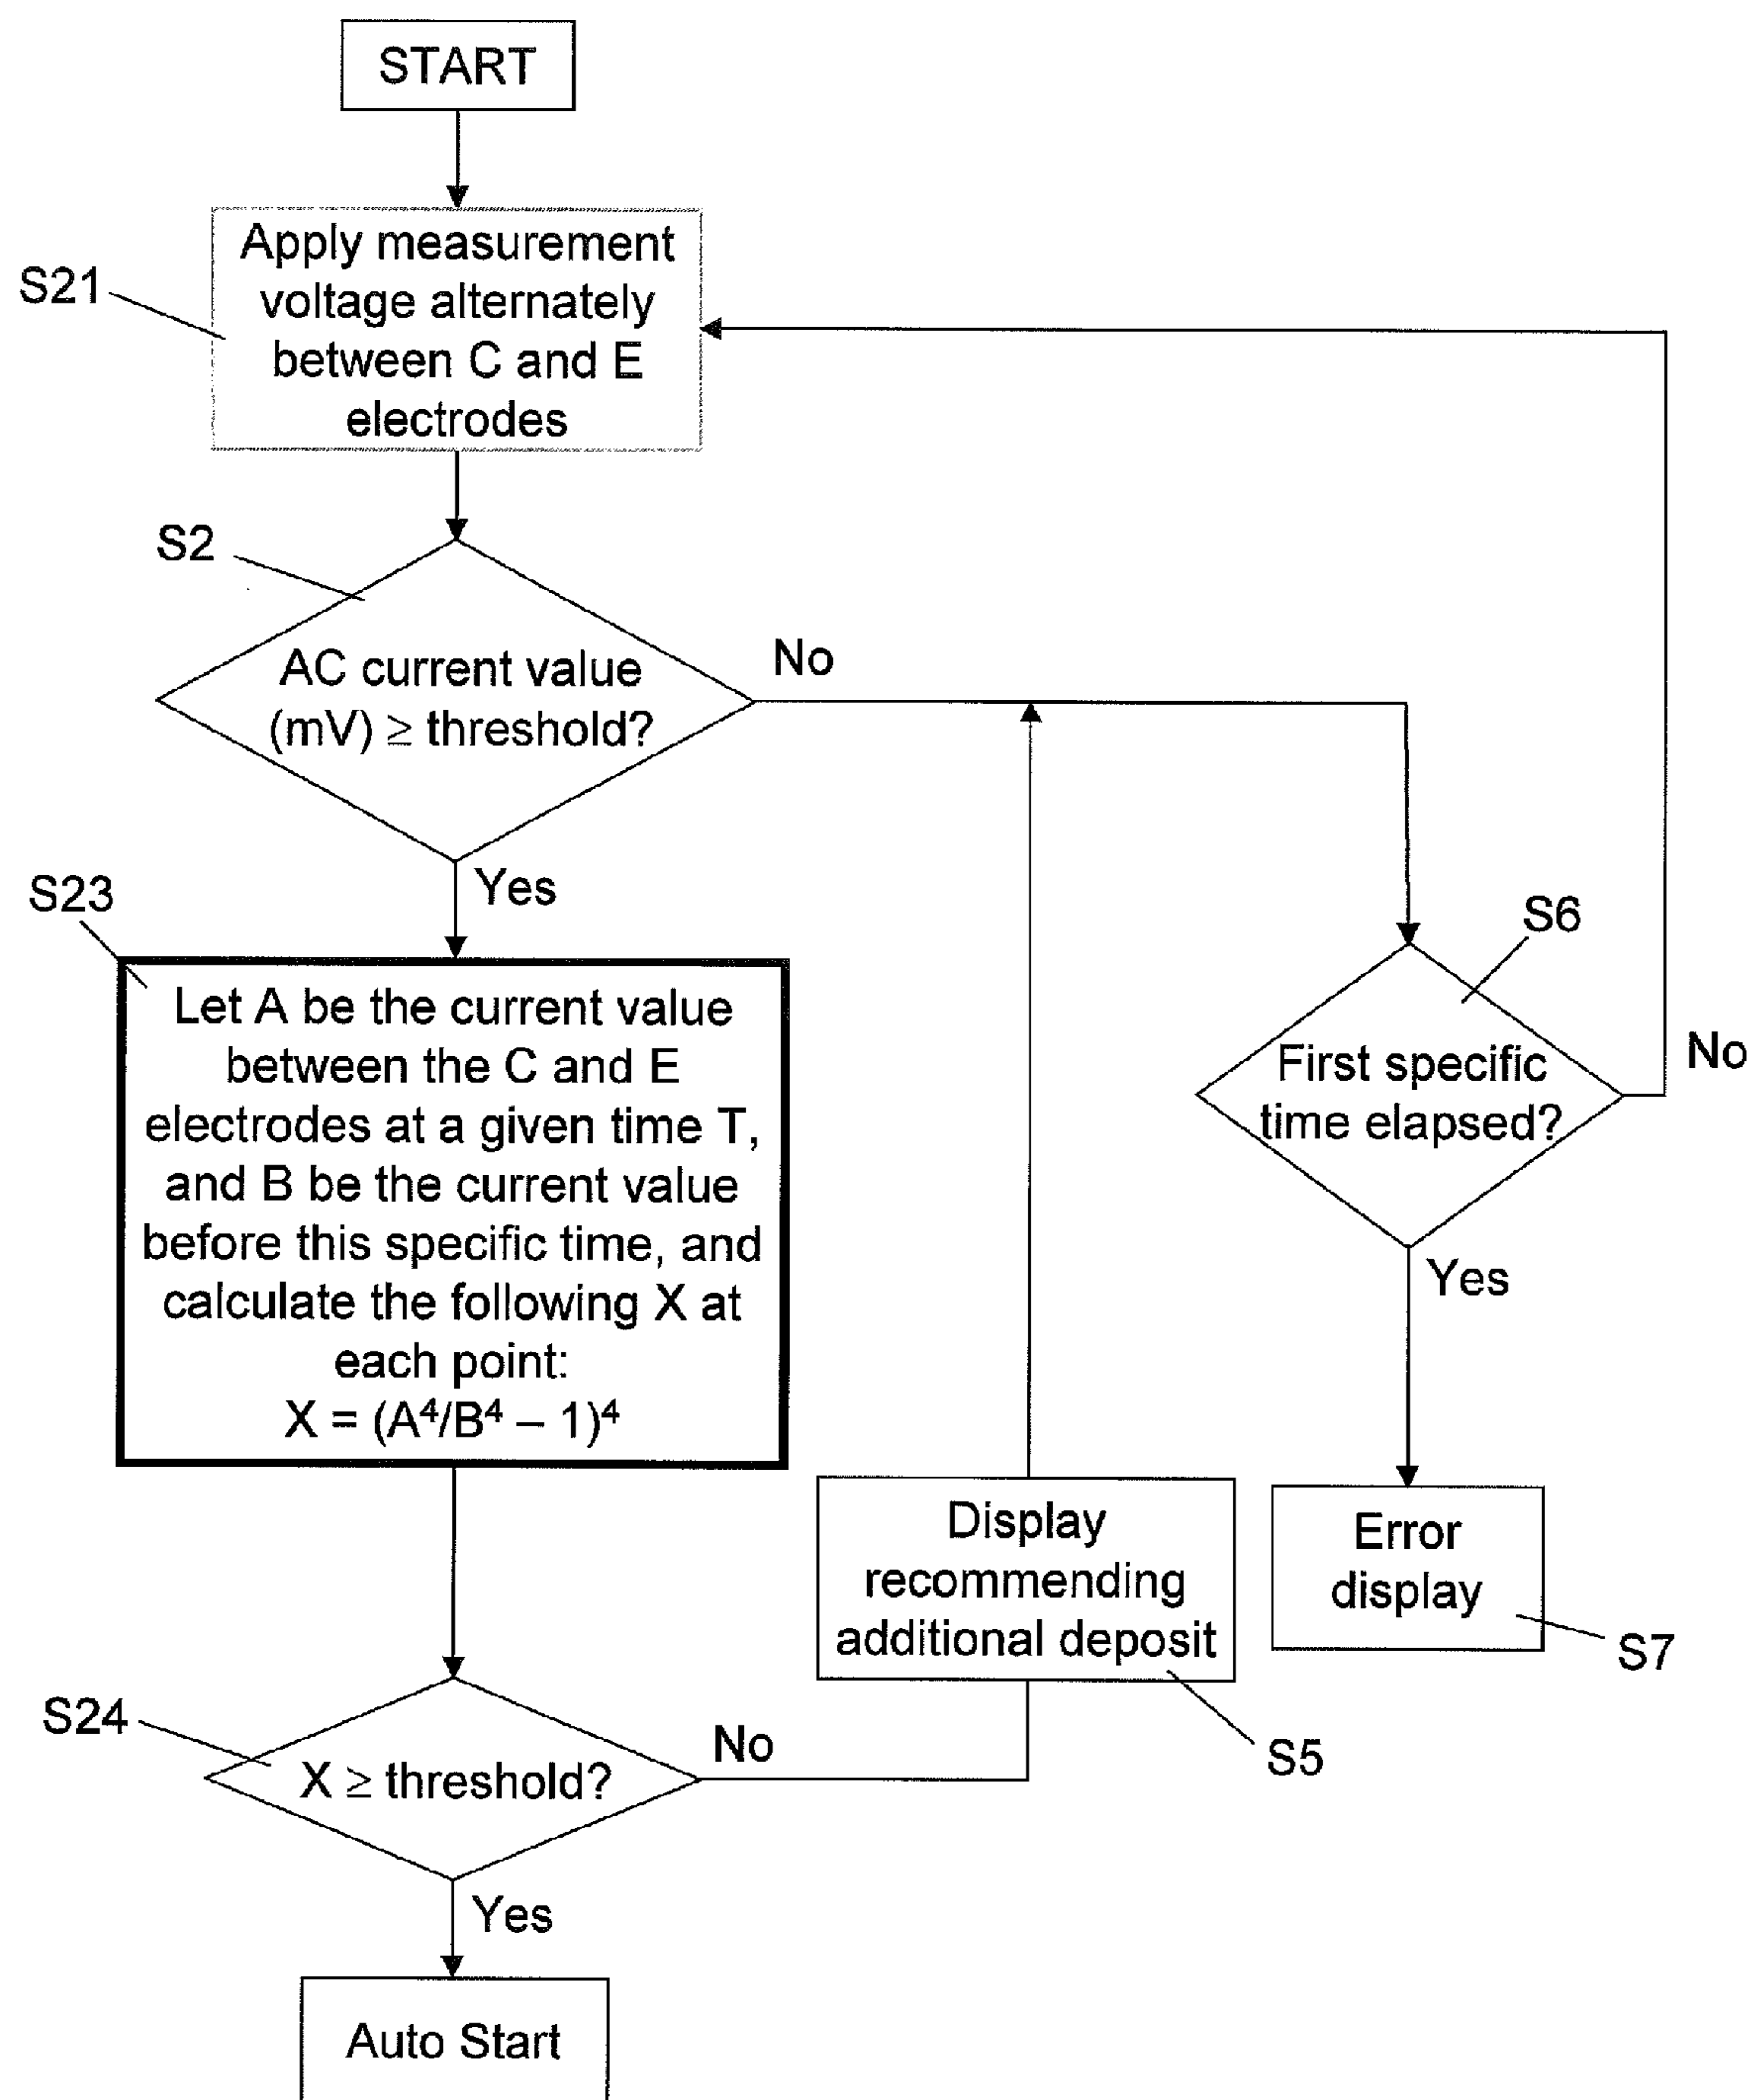 START
S21
Apply measurement
voltage alternately
between C and E
electrodes
S2
AC current value
(mV) ≥ threshold?
No
Yes
S23
Let A be the current value
between the C and E
electrodes at a given time T,
and B be the current value
before this specific time, and
calculate the following X at
each point:
X = (A⁴/B⁴ – 1)⁴
S6
First specific
time elapsed?
No
Yes
Error
display
S7
Display
recommending
additional deposit
S5
S24
X ≥ threshold?
No
Yes
Auto Start